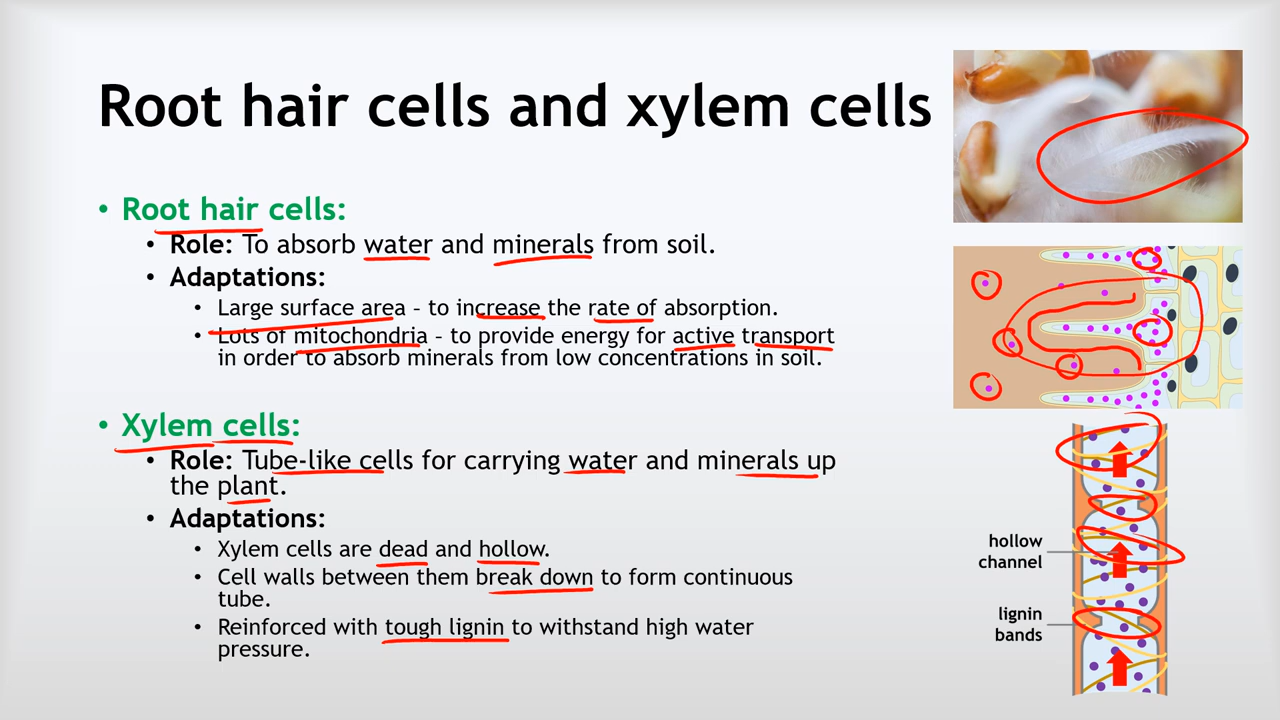 Root hair cells and xylem cells
• Root hair cells:
• Role: To absorb water and minerals from soil.
• Adaptations:
• Large surface area – to increase the rate of absorption.
• Lots of mitochondria – to provide energy for active transport
in order to absorb minerals from low concentrations in soil.
• Xylem cells:
• Role: Tube-like cells for carrying water and minerals up
the plant.
• Adaptations:
• Xylem cells are dead and hollow.
• Cell walls between them break down to form continuous
tube.
• Reinforced with tough lignin to withstand high water
pressure.
hollow
channel
lignin
bands